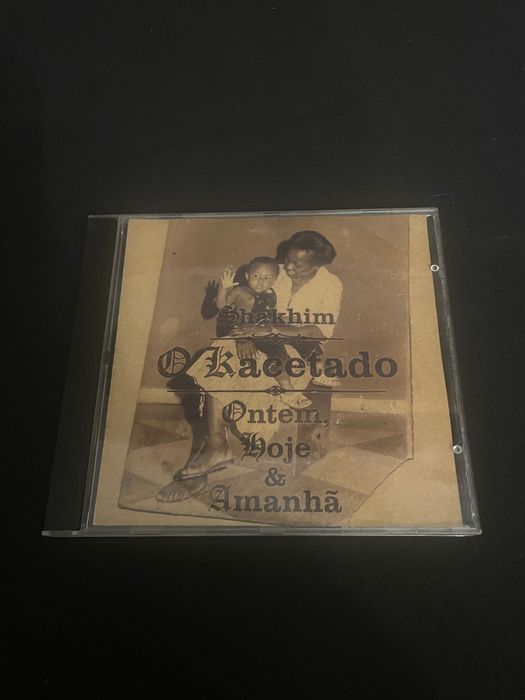 Shakhim
O Kacetado
Ontem,
Hoje
&
Amanhã